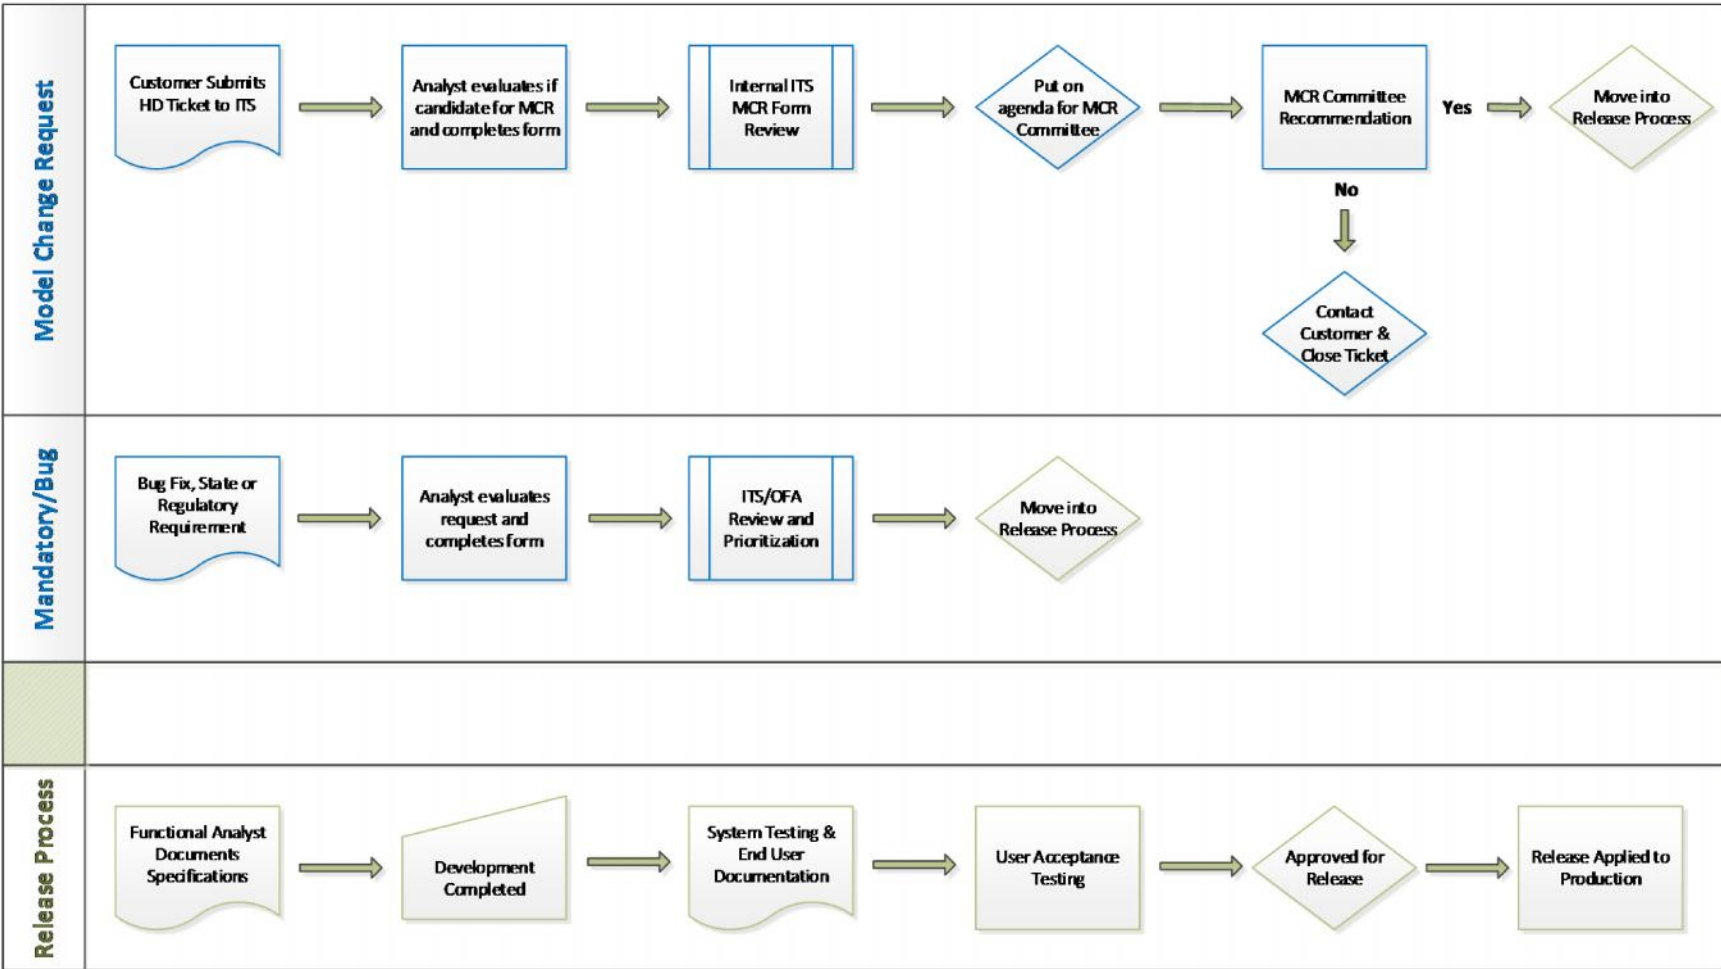 Model Change Request
Customer Submits
HD Ticket to ITS
Analyst evaluates if
candidate for MCR
and completes form
Internal ITS
MCR Form
Review
Put on
agenda for MCR
Committee
MCR Committee
Recommendation
Yes
Move into
Release Process
No
Contact
Customer &
Close Ticket
Mandatory/Bug
Bug Fix, State or
Regulatory
Requirement
Analyst evaluates
request and
completes form
ITS/OFA
Review and
Prioritization
Move into
Release Process
Release Process
Functional Analyst
Documents
Specifications
Development
Completed
System Testing &
End User
Documentation
User Acceptance
Testing
Approved for
Release
Release Applied to
Production